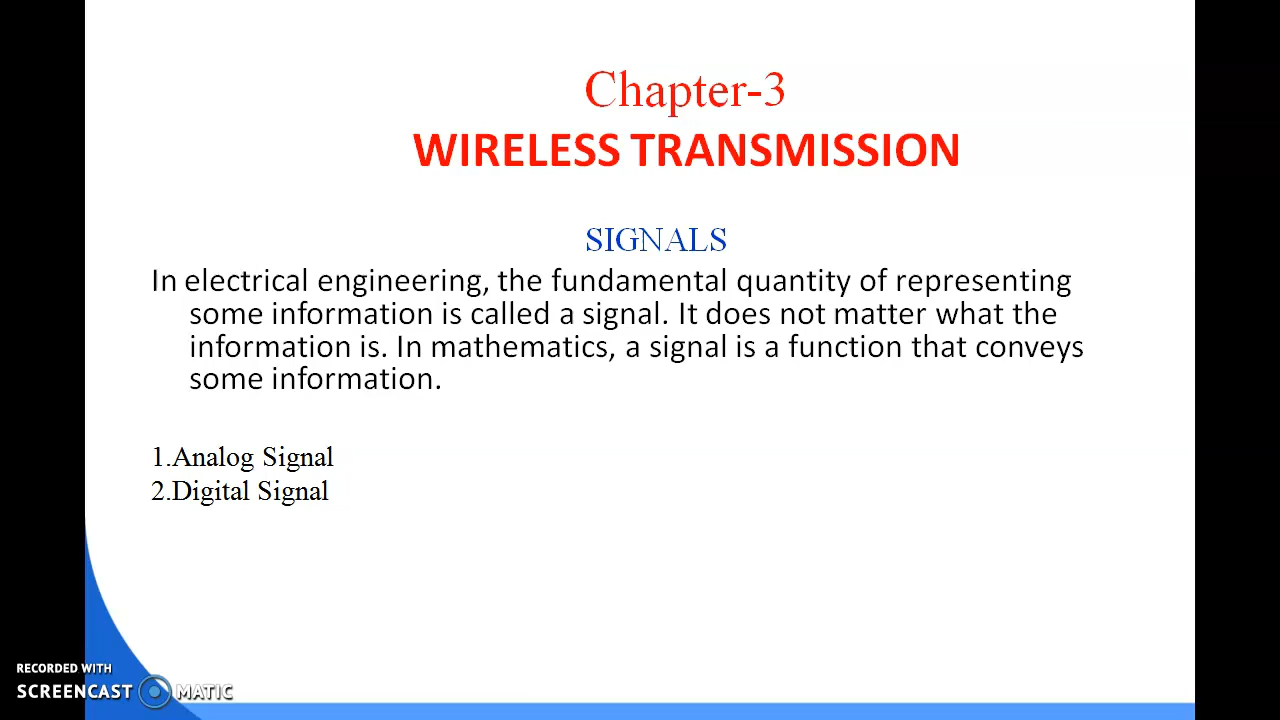 Chapter-3
WIRELESS TRANSMISSION
SIGNALS
In electrical engineering, the fundamental quantity of representing
some information is called a signal. It does not matter what the
information is. In mathematics, a signal is a function that conveys
some information.
1.Analog Signal
2.Digital Signal
RECORDED WITH
SCREENCAST MATIC